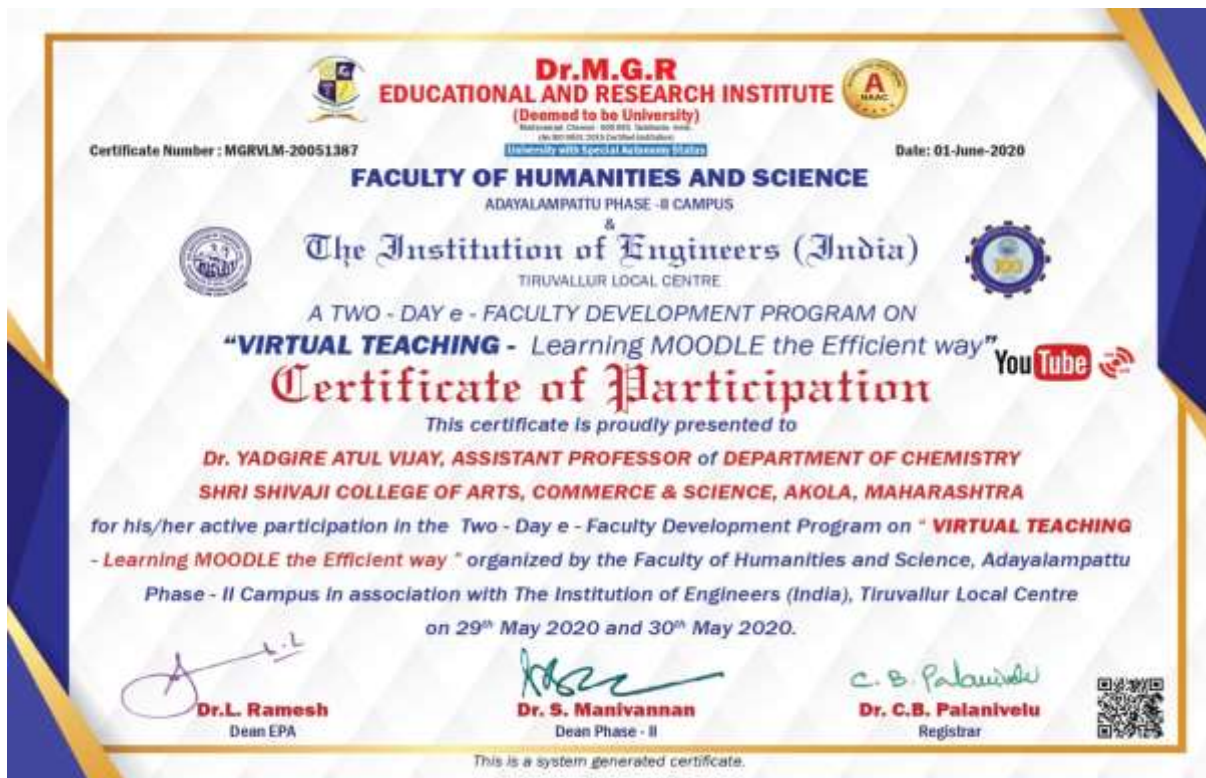 Dr.M.G.R
EDUCATIONAL AND RESEARCH INSTITUTE
(Deemed to be University)
University with Special Autonomy Status
A
NAAC
Certificate Number : MGRVLM-20051387
Date: 01-June-2020
FACULTY OF HUMANITIES AND SCIENCE
ADAYALAMPATTU PHASE -II CAMPUS
&
The Institution of Engineers (India)
TIRUVALLUR LOCAL CENTRE
100
A TWO - DAY e - FACULTY DEVELOPMENT PROGRAM ON
“VIRTUAL TEACHING - Learning MOODLE the Efficient way”
YouTube
Certificate of Participation
This certificate is proudly presented to
Dr. YADGIRE ATUL VIJAY, ASSISTANT PROFESSOR of DEPARTMENT OF CHEMISTRY
SHRI SHIVAJI COLLEGE OF ARTS, COMMERCE & SCIENCE, AKOLA, MAHARASHTRA
for his/her active participation in the Two - Day e - Faculty Development Program on " VIRTUAL TEACHING
- Learning MOODLE the Efficient way " organized by the Faculty of Humanities and Science, Adayalampattu
Phase - II Campus in association with The Institution of Engineers (India), Tiruvallur Local Centre
on 29th May 2020 and 30th May 2020.
C. B. Palanivelu
Dr.L. Ramesh
Dean EPA
Dr. S. Manivannan
Dean Phase - II
Dr. C.B. Palanivelu
Registrar
This is a system generated certificate.